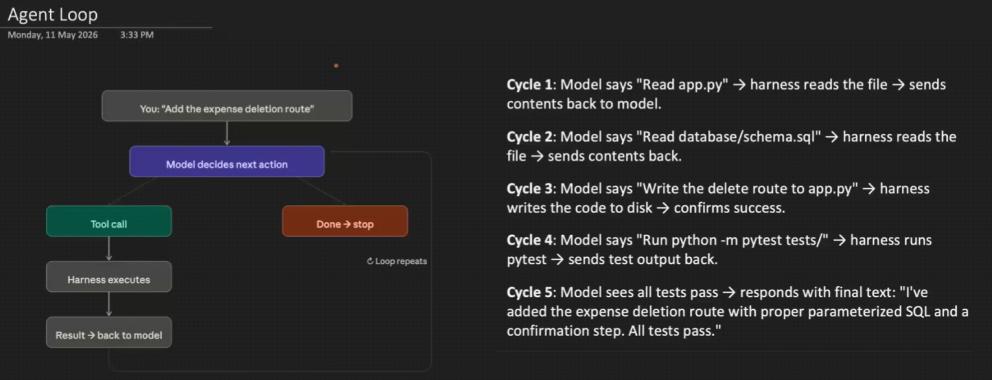 Agent Loop
Monday, 11 May 2026 3:33 PM
You: "Add the expense deletion route"
Model decides next action
Tool call
Done → stop
↻ Loop repeats
Harness executes
Result → back to model
Cycle 1: Model says "Read app.py" → harness reads the file → sends
contents back to model.
Cycle 2: Model says "Read database/schema.sql" → harness reads the
file → sends contents back.
Cycle 3: Model says "Write the delete route to app.py" → harness
writes the code to disk → confirms success.
Cycle 4: Model says "Run python -m pytest tests/" → harness runs
pytest → sends test output back.
Cycle 5: Model sees all tests pass → responds with final text: "I've
added the expense deletion route with proper parameterized SQL and a
confirmation step. All tests pass."